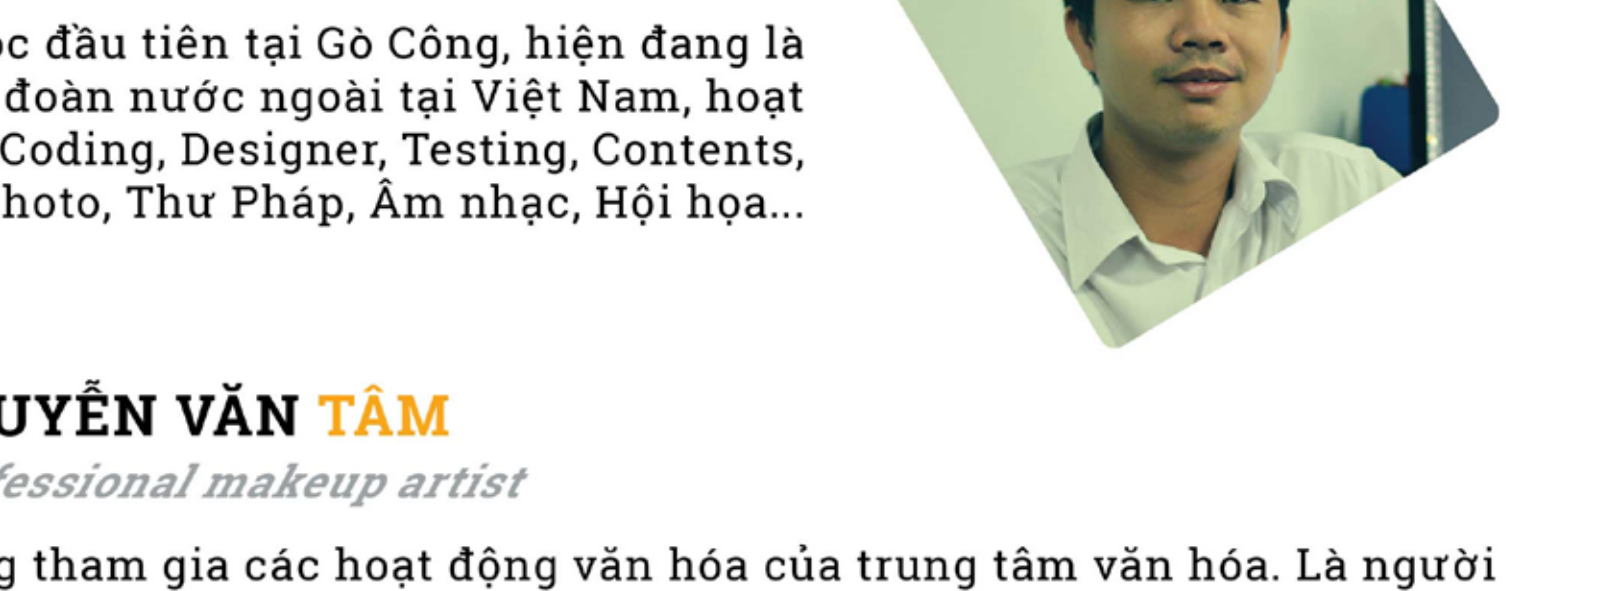 đầu tiên tại Gò Công, hiện đang là
đoàn nước ngoài tại Việt Nam, hoạt
Coding, Designer, Testing, Contents,
hoto, Thư Pháp, Âm nhạc, Hội họa...
UYỄN VĂN TÂM
fessional makeup artist
g tham gia các hoạt động văn hóa của trung tâm văn hóa. Là người